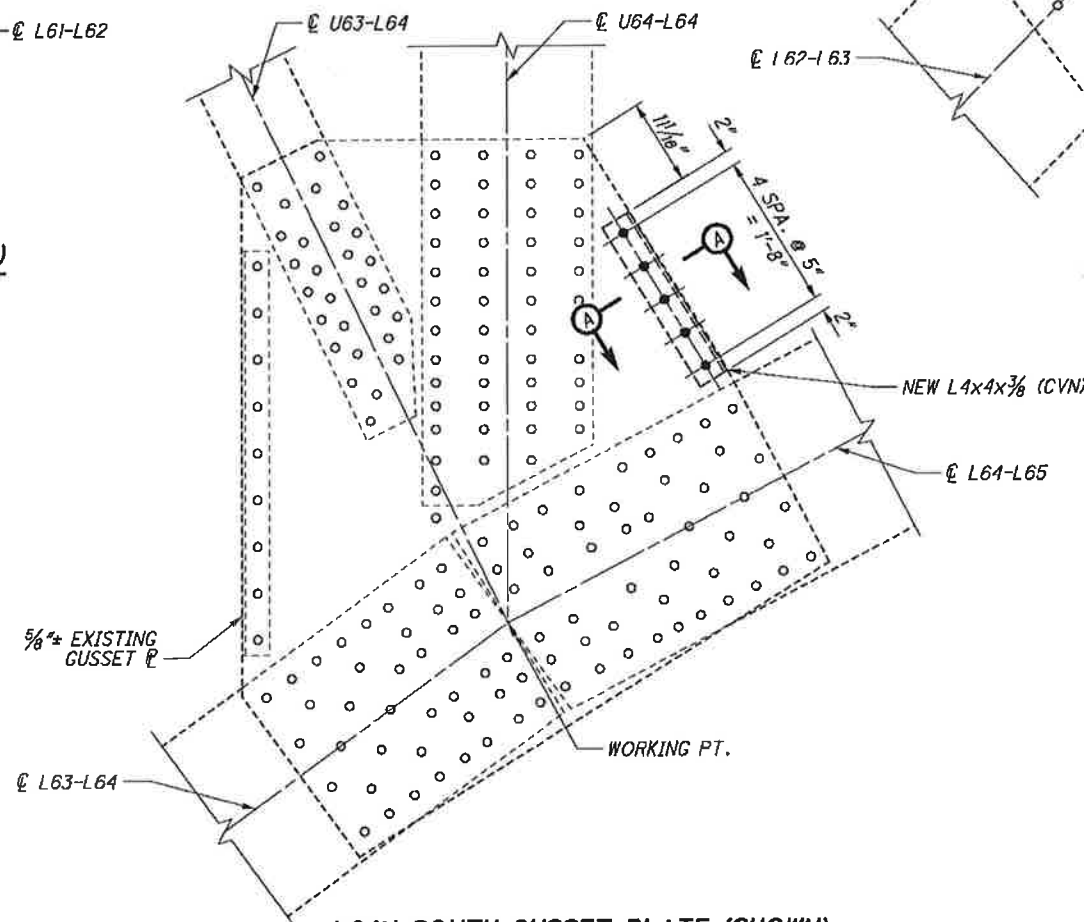 ℄ L61-L62
℄ U63-L64
℄ U64-L64
℄ L62-L63
11 1/16"
2"
4 SPA. @ 5"
= 1'-8"
2"
A
A
NEW L4x4x3/8 (CVN)
℄ L64-L65
5/8"± EXISTING
GUSSET ⅊
WORKING PT.
℄ L63-L64